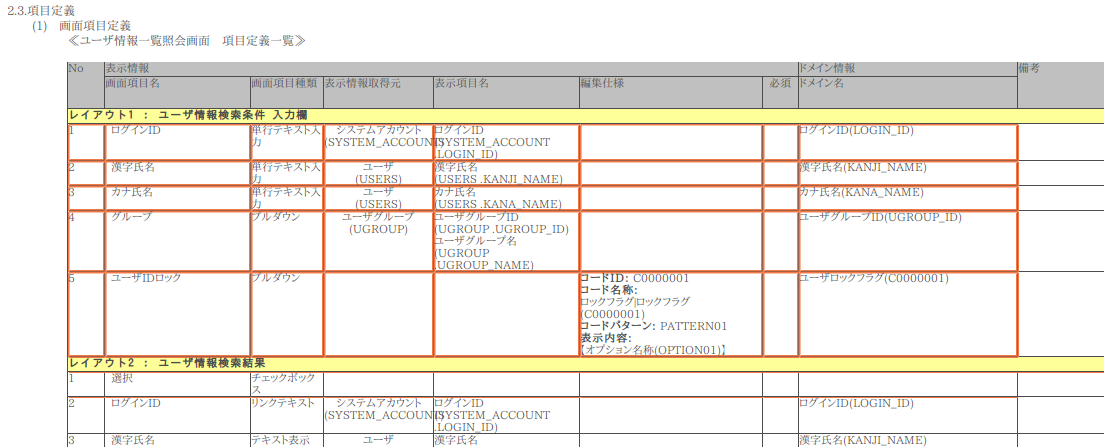 2.3.項目定義
(1) 画面項目定義
≪ユーザ情報一覧照会画面 項目定義一覧≫
No 表示情報 ドメイン情報 備考
画面項目名 画面項目種類 表示情報取得元 表示項目名 編集仕様 必須 ドメイン名
レイアウト1 : ユーザ情報検索条件 入力欄
1 ログインID 単行テキスト入 システムアカウント ログインID ログインID(LOGIN_ID)
力 (SYSTEM_ACCOUNT) (SYSTEM_ACCOUNT
.LOGIN_ID)
2 漢字氏名 単行テキスト入 ユーザ 漢字氏名 漢字氏名(KANJI_NAME)
力 (USERS) (USERS .KANJI_NAME)
3 カナ氏名 単行テキスト入 ユーザ カナ氏名 カナ氏名(KANA_NAME)
力 (USERS) (USERS .KANA_NAME)
4 グループ プルダウン ユーザグループ ユーザグループID ユーザグループID(UGROUP_ID)
(UGROUP) (UGROUP .UGROUP_ID)
ユーザグループ名
(UGROUP
.UGROUP_NAME)
5 ユーザIDロック プルダウン コードID: C0000001 ユーザロックフラグ(C0000001)
コード名称:
ロックフラグ|ロックフラグ
(C0000001)
コードパターン: PATTERN01
表示内容:
【オプション名称(OPTION01)】
レイアウト2 : ユーザ情報検索結果
1 選択 チェックボック
ス
2 ログインID リンクテキスト システムアカウント ログインID ログインID(LOGIN_ID)
(SYSTEM_ACCOUNT) (SYSTEM_ACCOUNT
.LOGIN_ID)
3 漢字氏名 テキスト表示 ユーザ 漢字氏名 漢字氏名(KANJI_NAME)